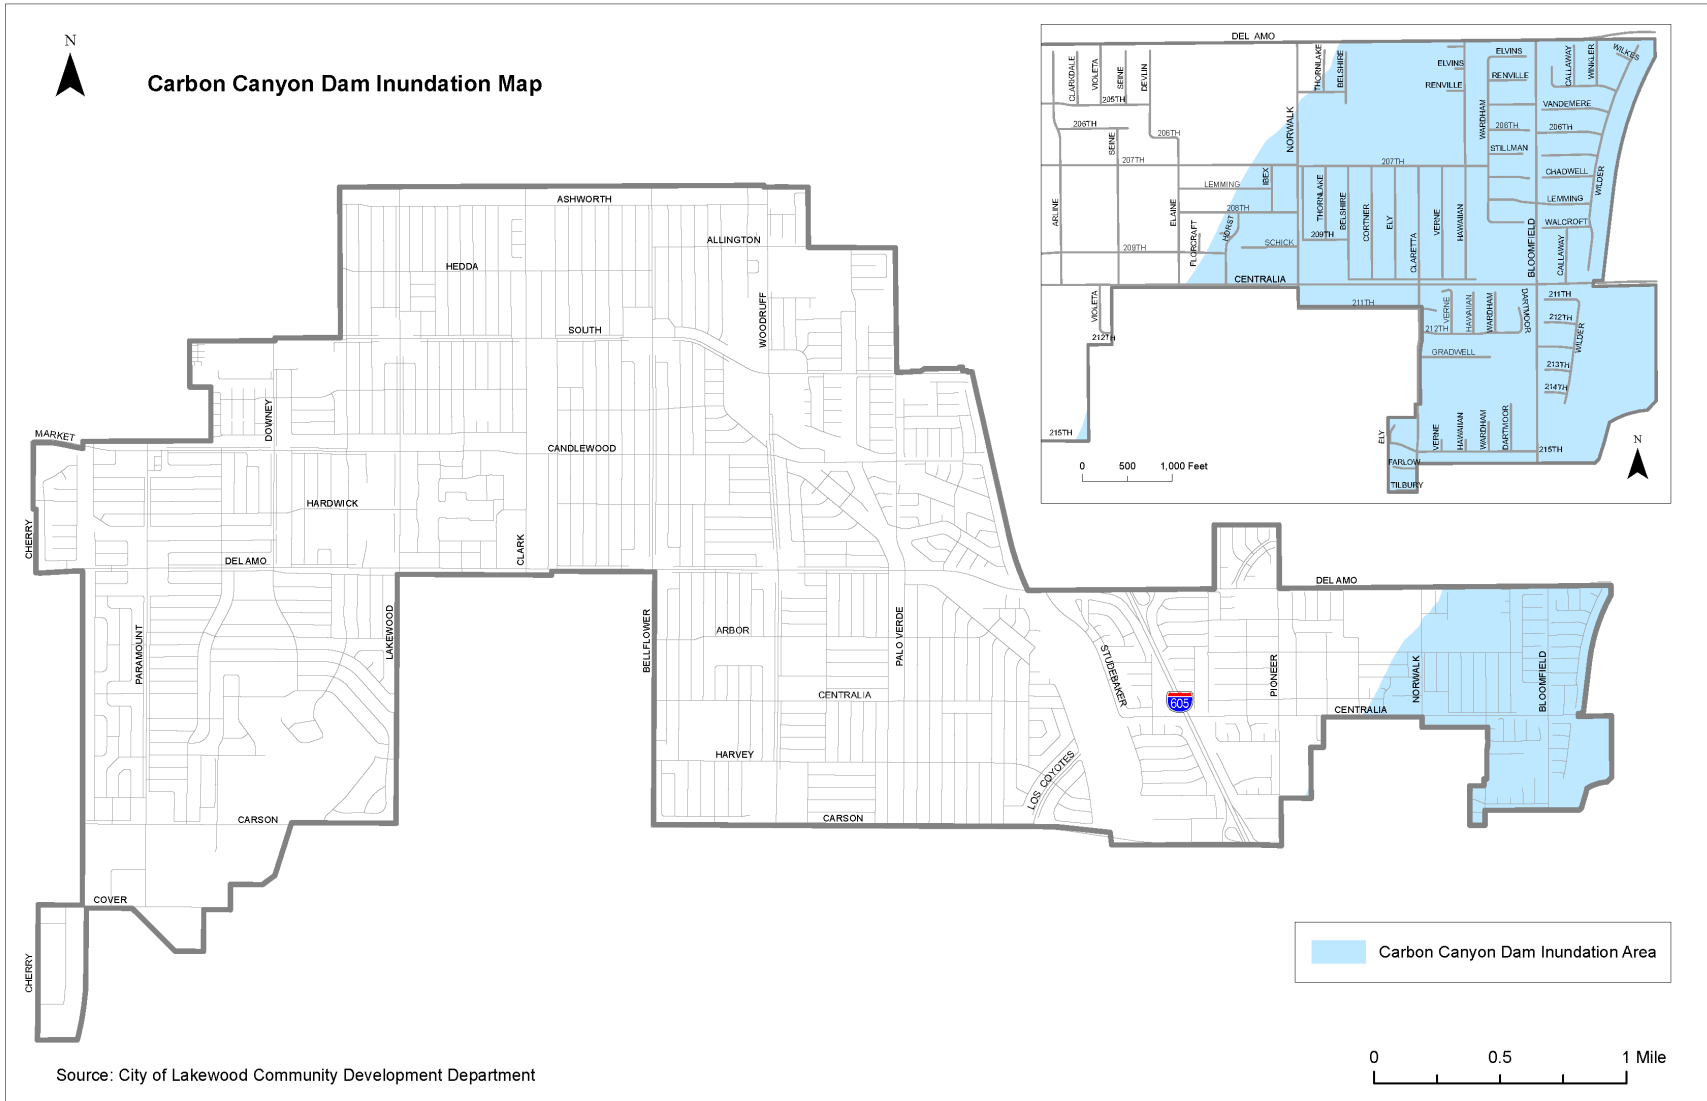 N
Carbon Canyon Dam Inundation Map
DEL AMO
CLARKDALE
VIOLETA
SEINE
DEVLIN
205TH
206TH
SEINE
206TH
207TH
THORNLAKE
BELSHIRE
NORWALK
ELVINS
RENVILLE
ELVINS
RENVILLE
CALLAWAY
WINKLER
WILKES
WARDHAM
VANDEMERE
206TH
206TH
STILLMAN
207TH
CHADWELL
WILDER
LEMMING
WALCROFT
LEMMING
IBEX
ARLINE
ELAINE
208TH
HORST
FLORCRAFT
SCHICK
209TH
THORNLAKE
BELSHIRE
209TH
CORTNER
ELY
CLARETTA
VERNE
HAWAIIAN
BLOOMFIELD
CALLAWAY
CENTRALIA
VIOLETA
212TH
211TH
VERNE
HAWAIIAN
WARDHAM
DARTMOOR
212TH
GRADWELL
211TH
212TH
WILDER
213TH
214TH
215TH
ELY
VERNE
HAWAIIAN
WARDHAM
DARTMOOR
215TH
FARLOW
TILBURY
0 500 1,000 Feet
N
ASHWORTH
ALLINGTON
HEDDA
WOODRUFF
SOUTH
DOWNEY
MARKET
CANDLEWOOD
HARDWICK
CHERRY
CLARK
DEL AMO
DEL AMO
PARAMOUNT
LAKEWOOD
BELLFLOWER
ARBOR
PALO VERDE
STUDEBAKER
605
PIONEER
NORWALK
BLOOMFIELD
CENTRALIA
CENTRALIA
HARVEY
LOS COYOTES
CARSON
CARSON
COVER
CHERRY
Carbon Canyon Dam Inundation Area
0 0.5 1 Mile
Source: City of Lakewood Community Development Department